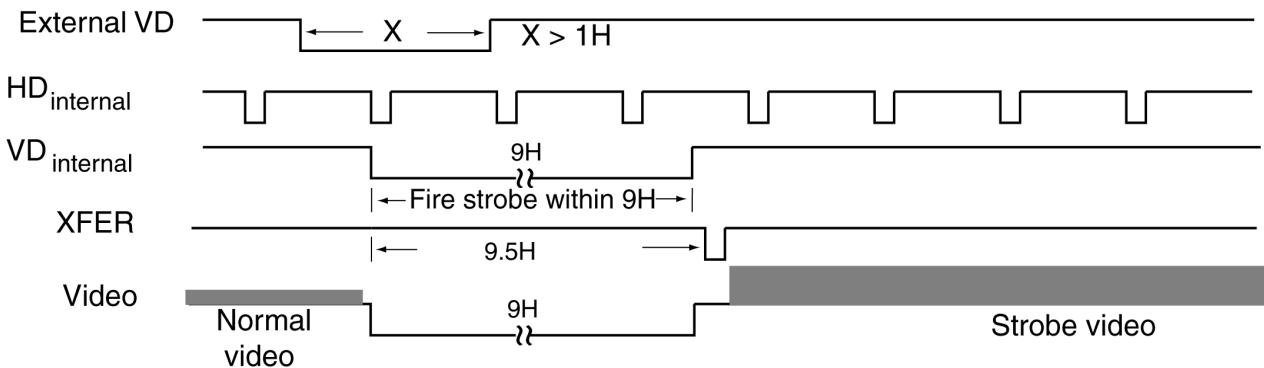 External VD
X
X > 1H
HD internal
VD internal
9H
Fire strobe within 9H
XFER
9.5H
Video
9H
Normal
video
Strobe video